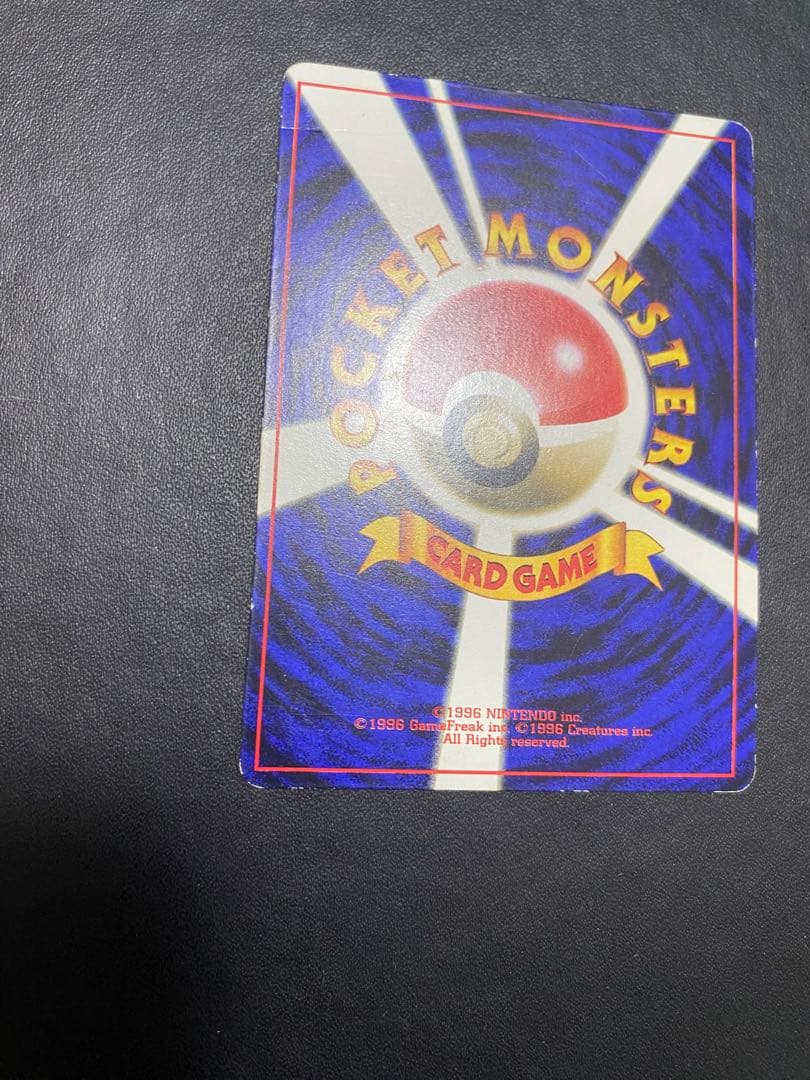 POCKET MONSTERS
CARD GAME
©1996 NINTENDO inc.
©1996 GameFreak inc. ©1996 Creatures inc.
All Rights reserved.